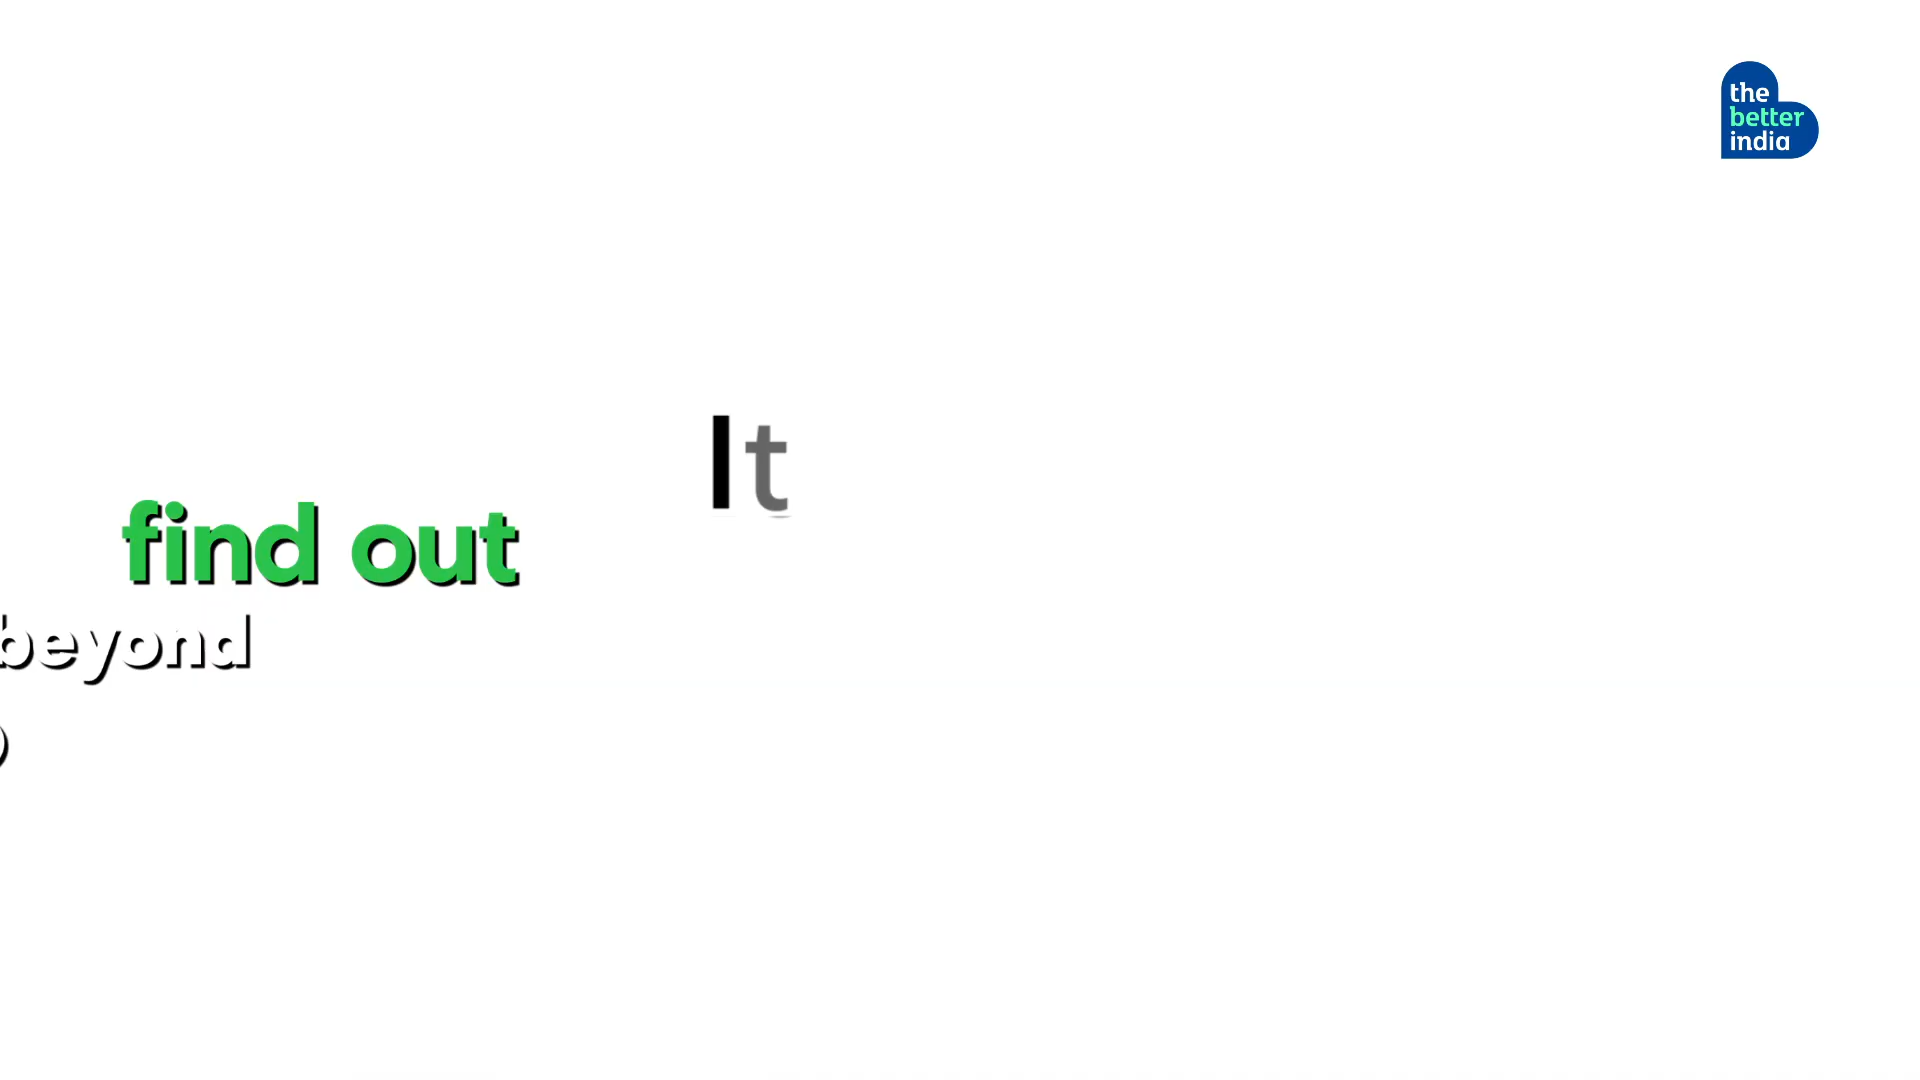 the
better
india
It
find out
beyond